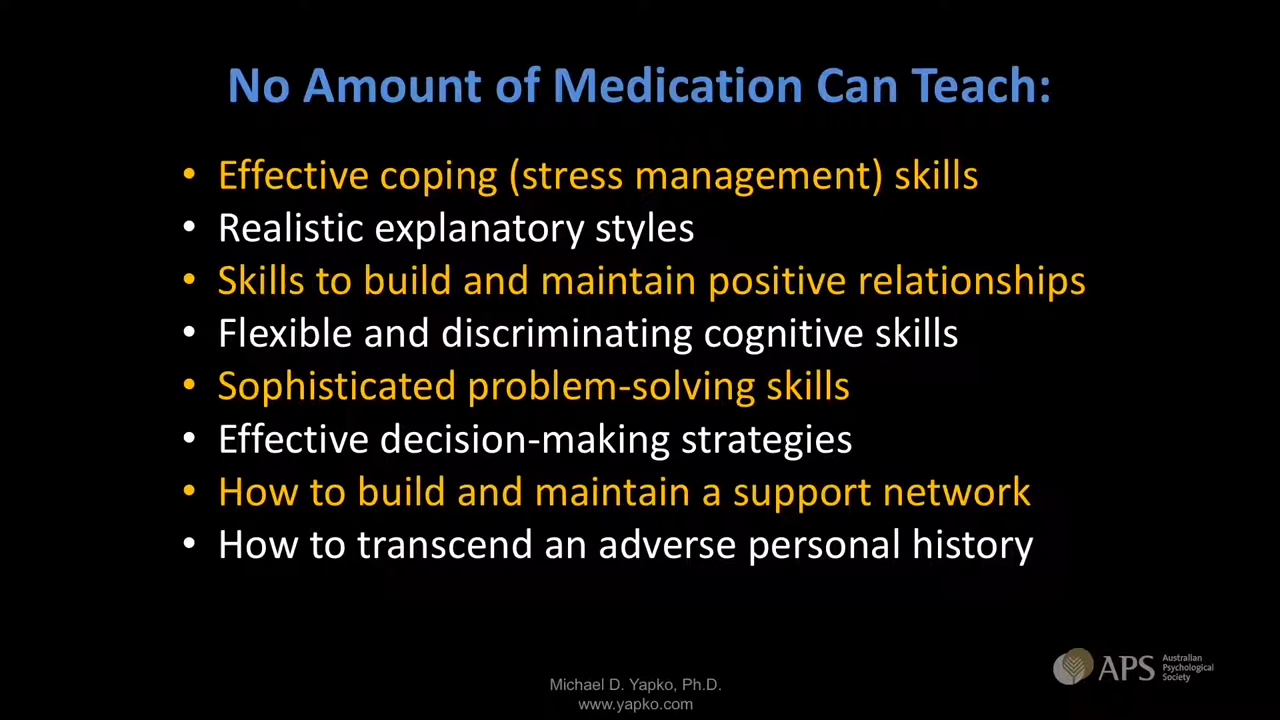 No Amount of Medication Can Teach:
• Effective coping (stress management) skills
• Realistic explanatory styles
• Skills to build and maintain positive relationships
• Flexible and discriminating cognitive skills
• Sophisticated problem-solving skills
• Effective decision-making strategies
• How to build and maintain a support network
• How to transcend an adverse personal history
APS
Australian
Psychological
Society
Michael D. Yapko, Ph.D.
www.yapko.com